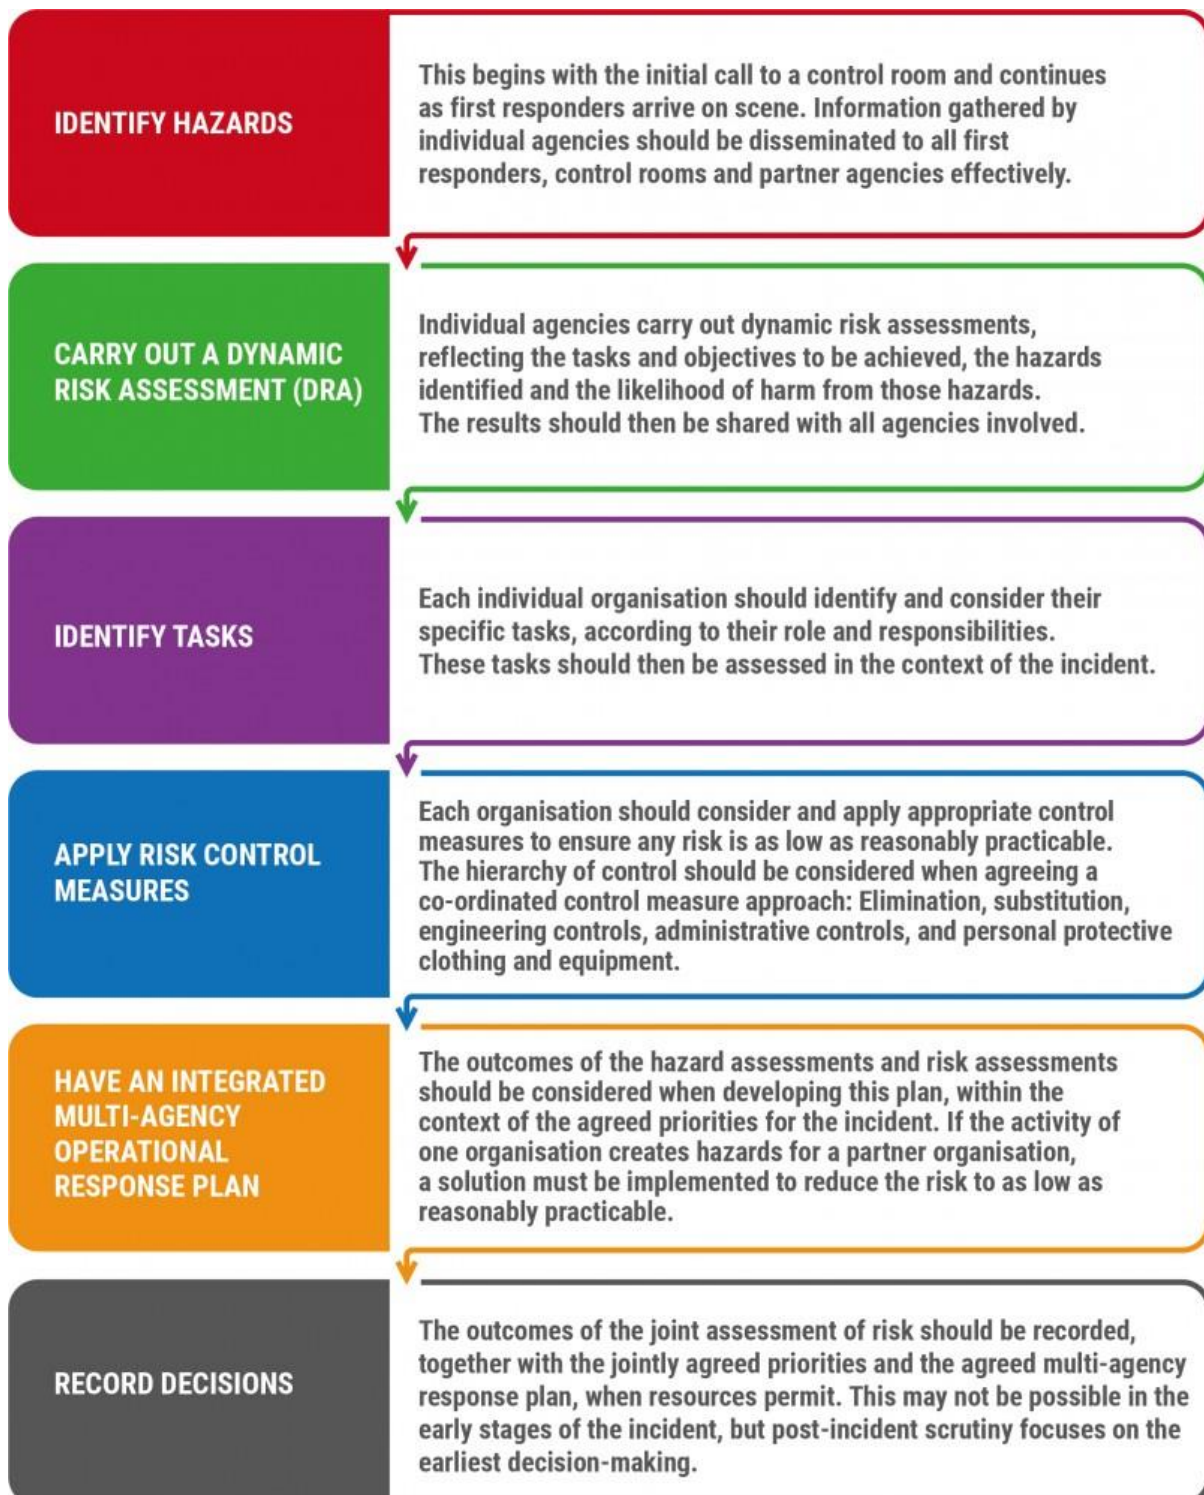 IDENTIFY HAZARDS
This begins with the initial call to a control room and continues
as first responders arrive on scene. Information gathered by
individual agencies should be disseminated to all first
responders, control rooms and partner agencies effectively.
CARRY OUT A DYNAMIC
RISK ASSESSMENT (DRA)
Individual agencies carry out dynamic risk assessments,
reflecting the tasks and objectives to be achieved, the hazards
identified and the likelihood of harm from those hazards.
The results should then be shared with all agencies involved.
IDENTIFY TASKS
Each individual organisation should identify and consider their
specific tasks, according to their role and responsibilities.
These tasks should then be assessed in the context of the incident.
APPLY RISK CONTROL
MEASURES
Each organisation should consider and apply appropriate control
measures to ensure any risk is as low as reasonably practicable.
The hierarchy of control should be considered when agreeing a
co-ordinated control measure approach: Elimination, substitution,
engineering controls, administrative controls, and personal protective
clothing and equipment.
HAVE AN INTEGRATED
MULTI-AGENCY
OPERATIONAL
RESPONSE PLAN
The outcomes of the hazard assessments and risk assessments
should be considered when developing this plan, within the
context of the agreed priorities for the incident. If the activity of
one organisation creates hazards for a partner organisation,
a solution must be implemented to reduce the risk to as low as
reasonably practicable.
RECORD DECISIONS
The outcomes of the joint assessment of risk should be recorded,
together with the jointly agreed priorities and the agreed multi-agency
response plan, when resources permit. This may not be possible in the
early stages of the incident, but post-incident scrutiny focuses on the
earliest decision-making.